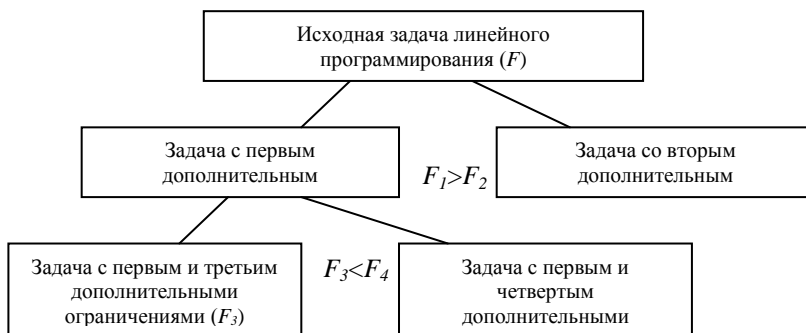 Исходная задача линейного
программирования (F)
Задача с первым
дополнительным
F₁>F₂
Задача со вторым
дополнительным
Задача с первым и третьим
дополнительными
ограничениями (F₃)
F₃<F₄
Задача с первым и
четвертым
дополнительными